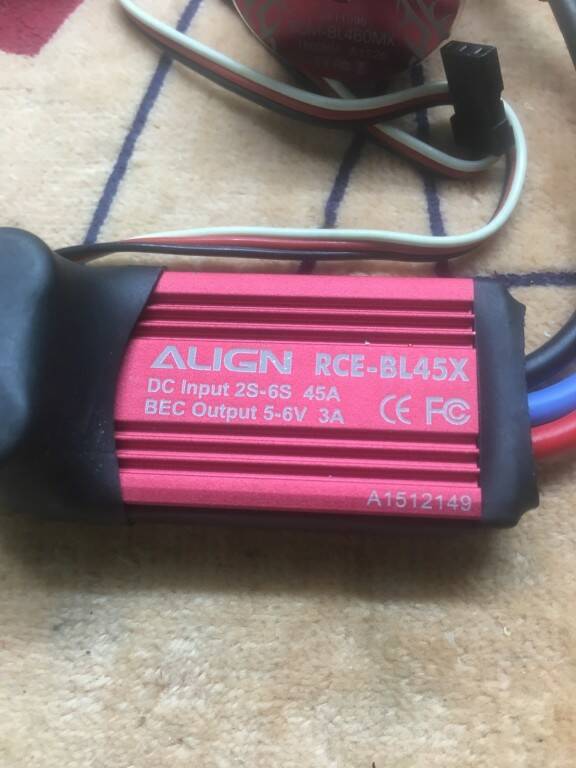 ALIGN RCE-BL45X
DC Input 2S-6S 45A
BEC Output 5-6V 3A CE FC
A1512149